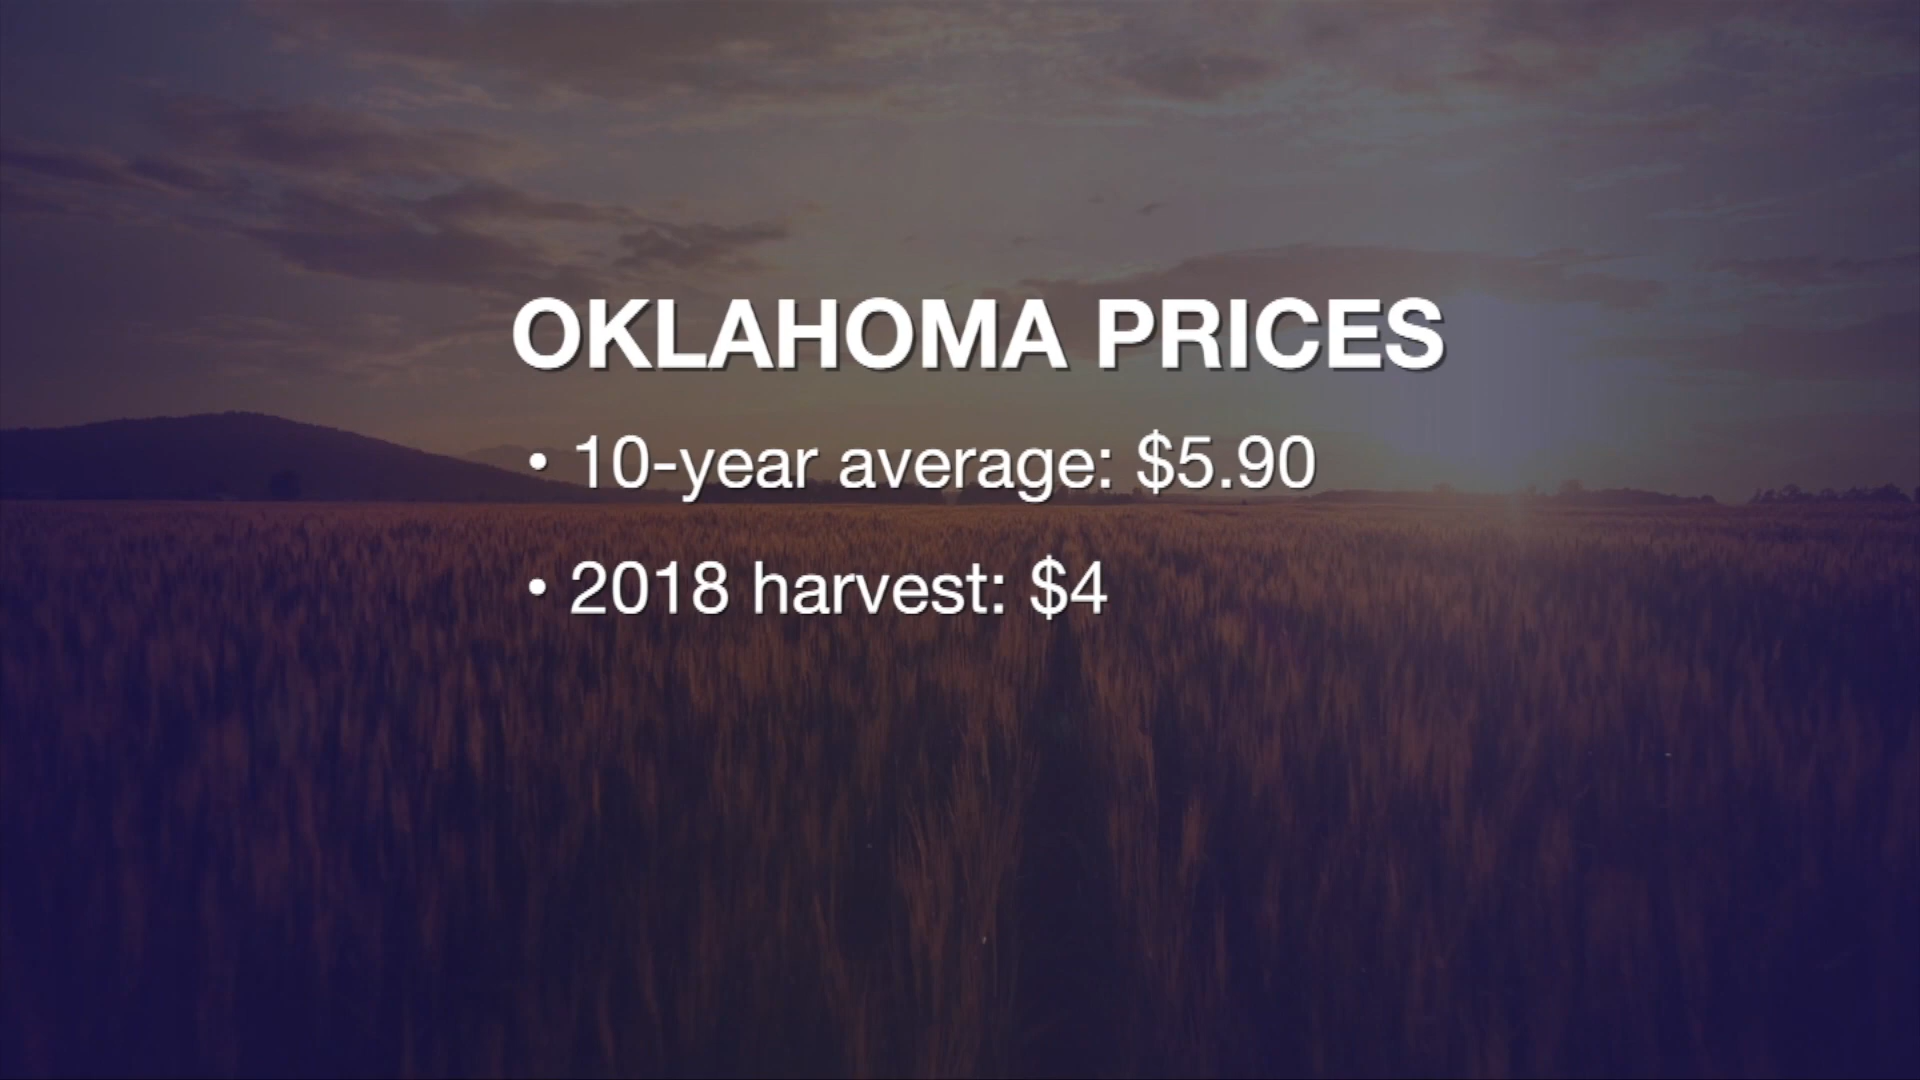 OKLAHOMA PRICES
• 10-year average: $5.90
• 2018 harvest: $4